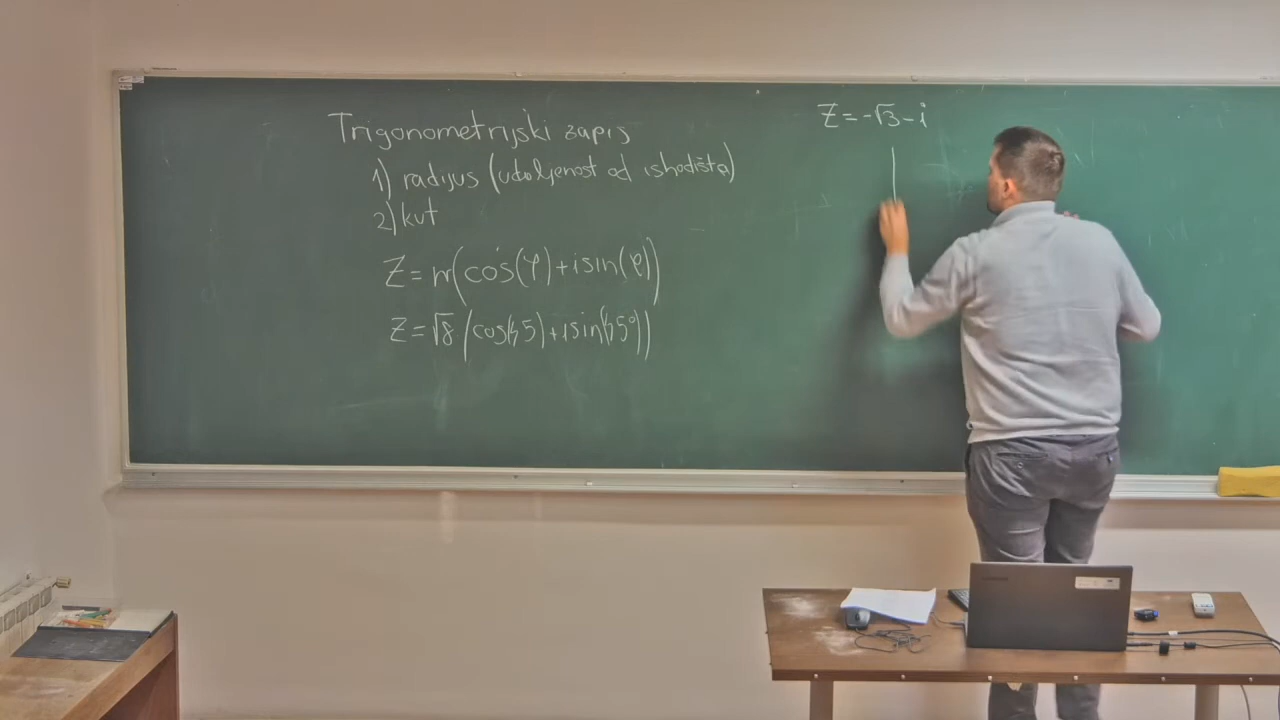 Trigonometrijski zapis
1) radijus (udaljenost od ishodišta)
2) kut
Z = r(cos(φ) + i sin(φ))
Z = √8 (cos(45) + i sin(45°))
Z = -√3 - i